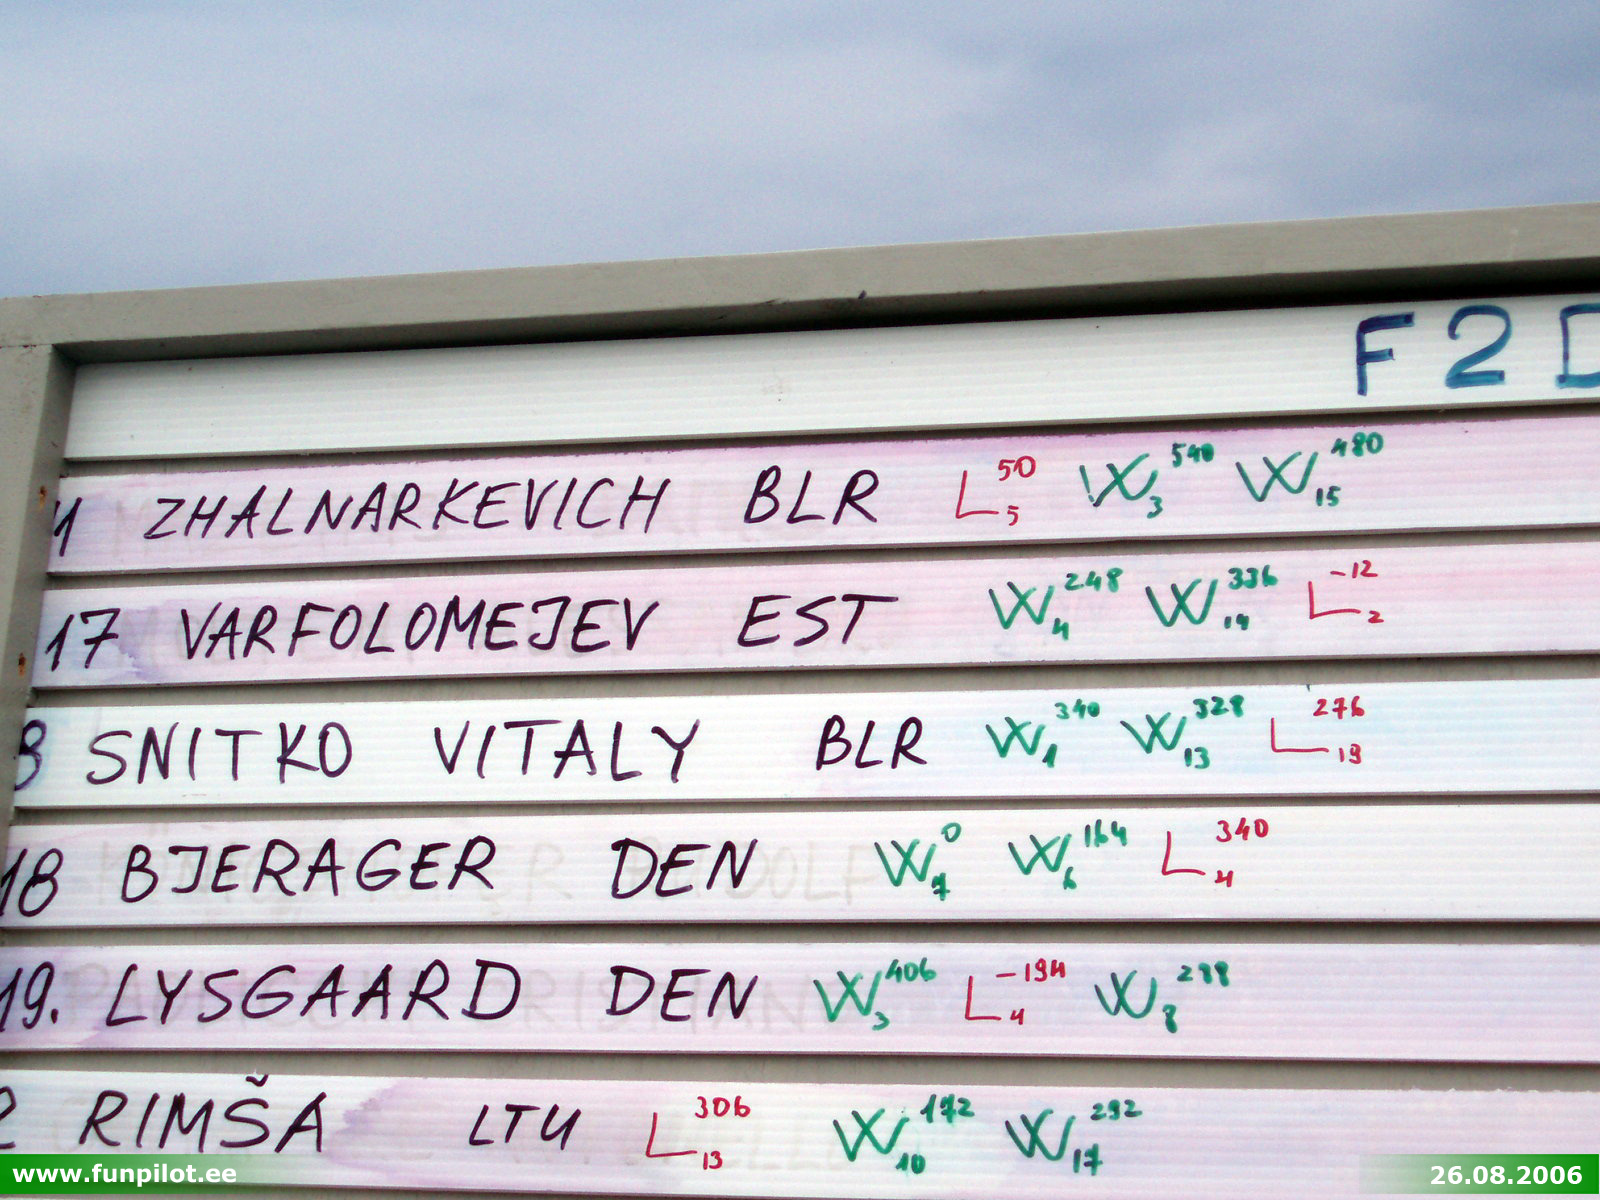 F2D
ZHALNARKEVICH BLR L 50 5 W 540 3 W 480 15
17 VARFOLOMEJEV EST W 248 4 W 336 14 L -12 2
SNITKO VITALY BLR W 340 1 W 328 13 L 276 19
18 BJERAGER DEN W 0 7 W 164 6 L 340 4
19. LYSGAARD DEN W 406 3 L -194 4 W 288 8
RIMŠA LTU L 306 13 W 172 10 W 292 17
www.funpilot.ee 26.08.2006